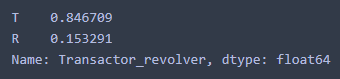 T    0.846709
R    0.153291
Name: Transactor_revolver, dtype: float64